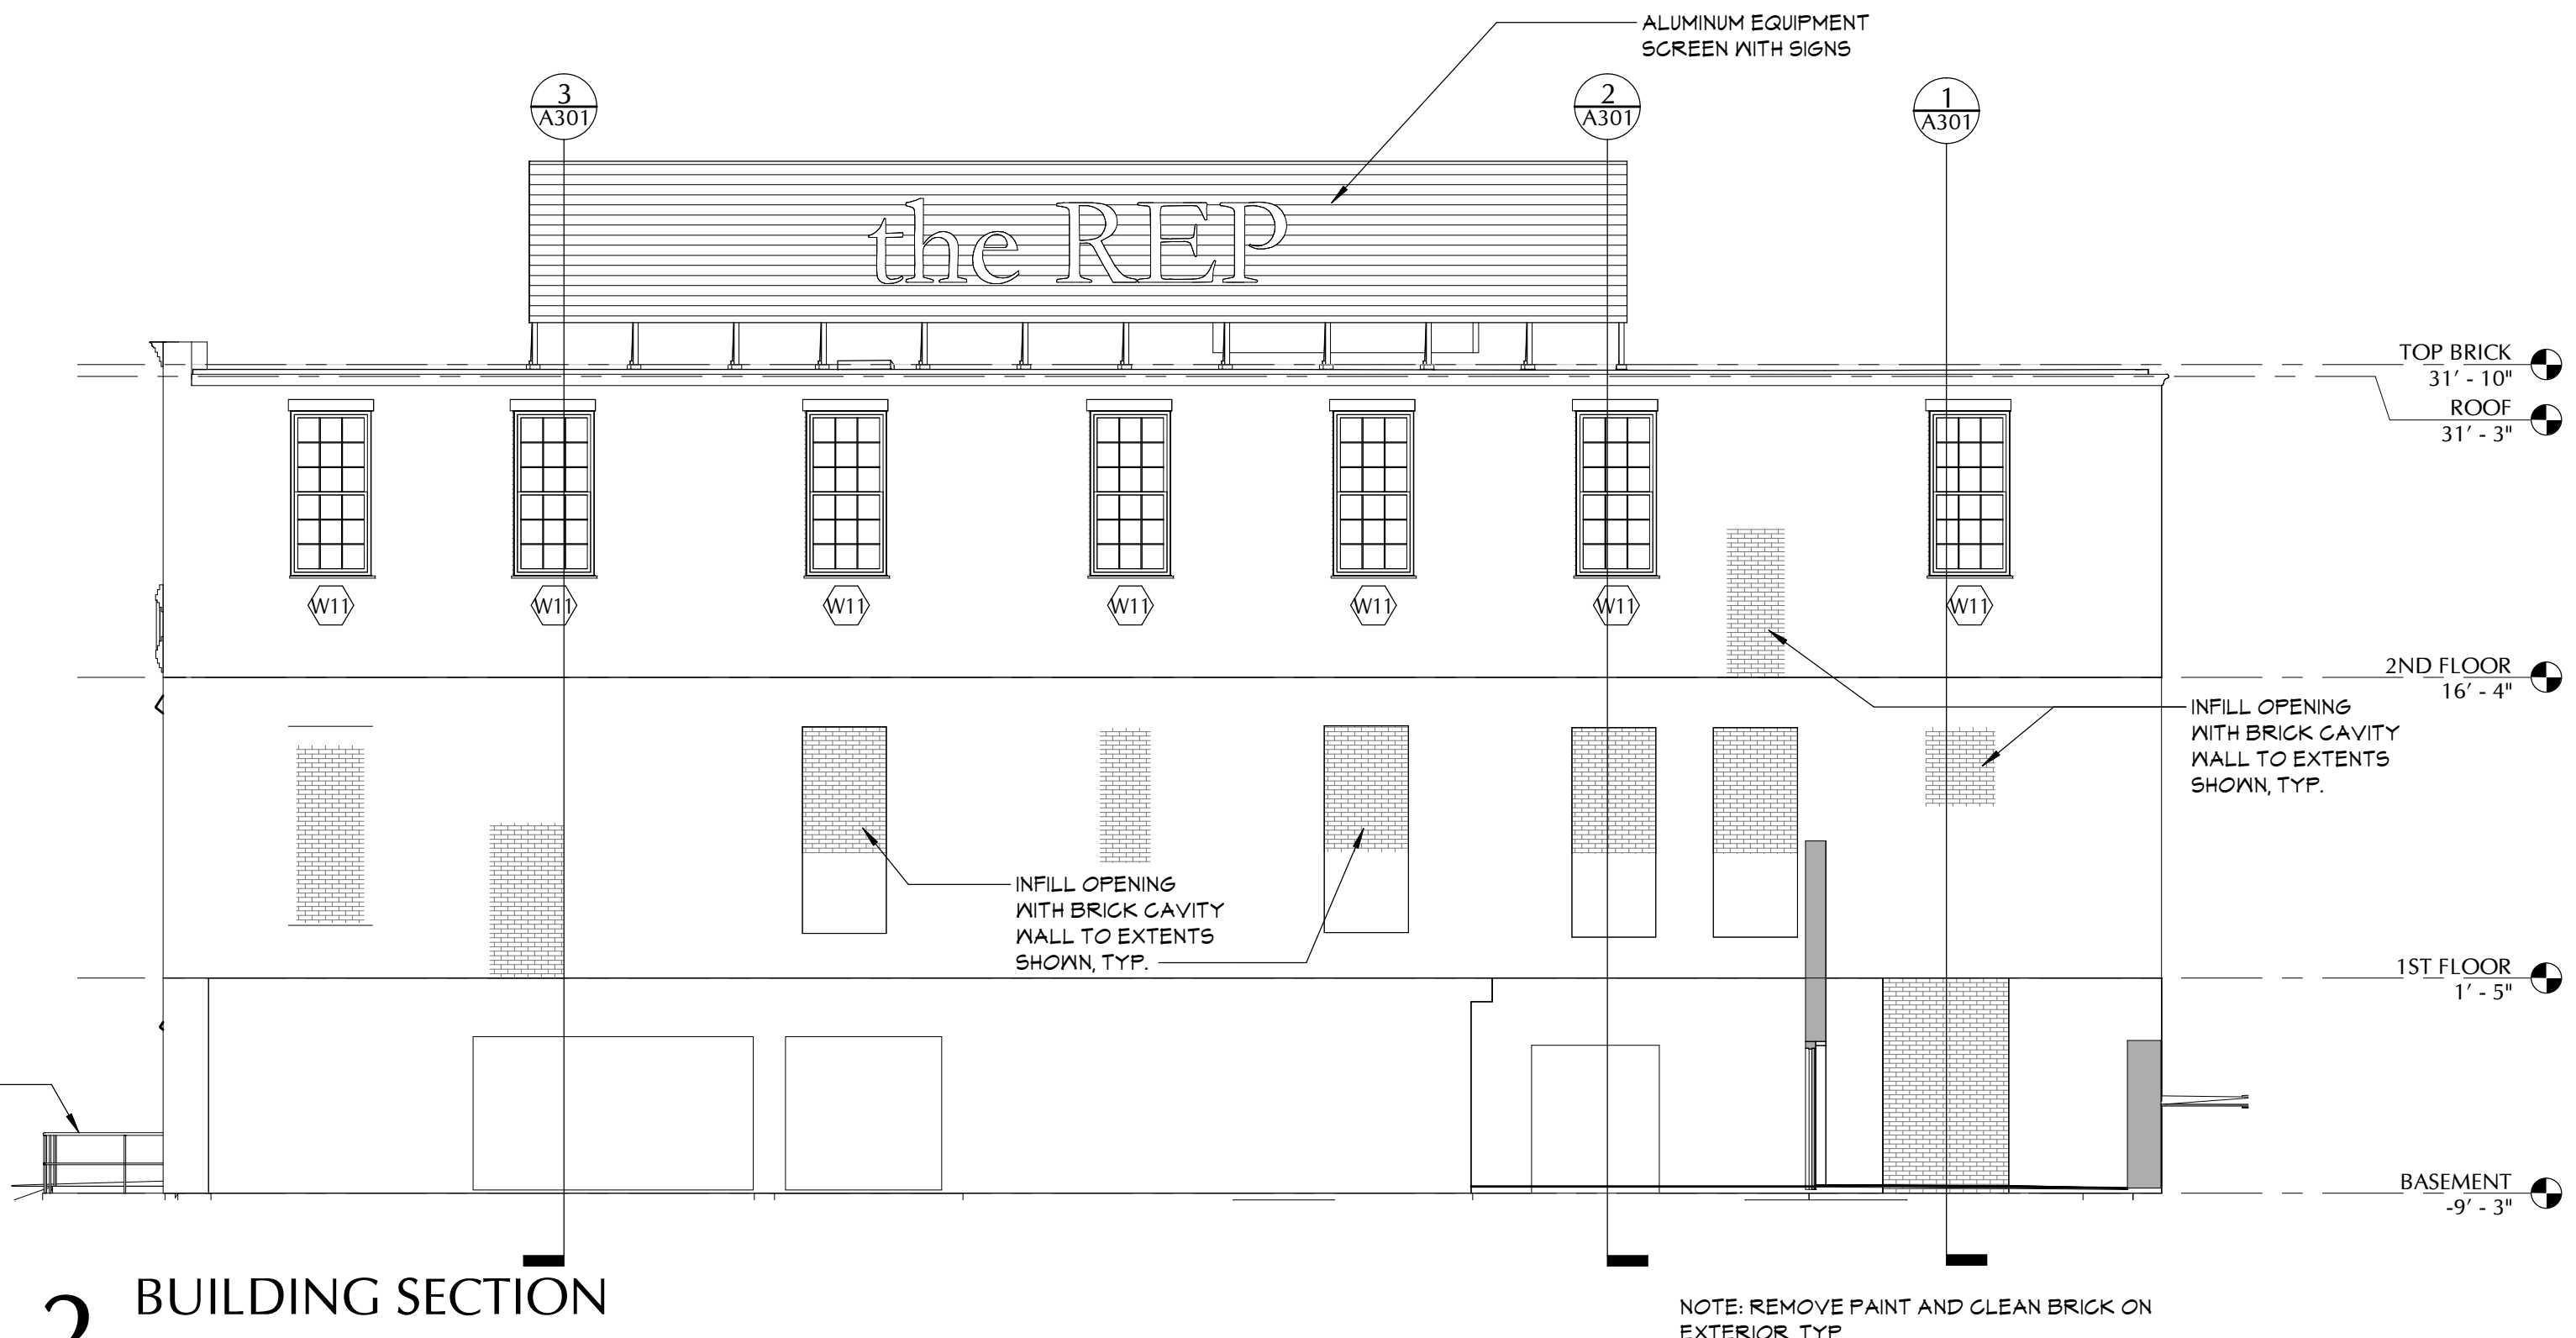 ALUMINUM EQUIPMENT
SCREEN WITH SIGNS
3
A301
2
A301
1
A301
the REP
TOP BRICK
31' - 10"
ROOF
31' - 3"
W11
W11
W11
W11
W11
W11
W11
2ND FLOOR
16' - 4"
INFILL OPENING
WITH BRICK CAVITY
WALL TO EXTENTS
SHOWN, TYP.
INFILL OPENING
WITH BRICK CAVITY
WALL TO EXTENTS
SHOWN, TYP.
1ST FLOOR
1' - 5"
BASEMENT
-9' - 3"
2
BUILDING SECTION
NOTE: REMOVE PAINT AND CLEAN BRICK ON
EXTERIOR TYP